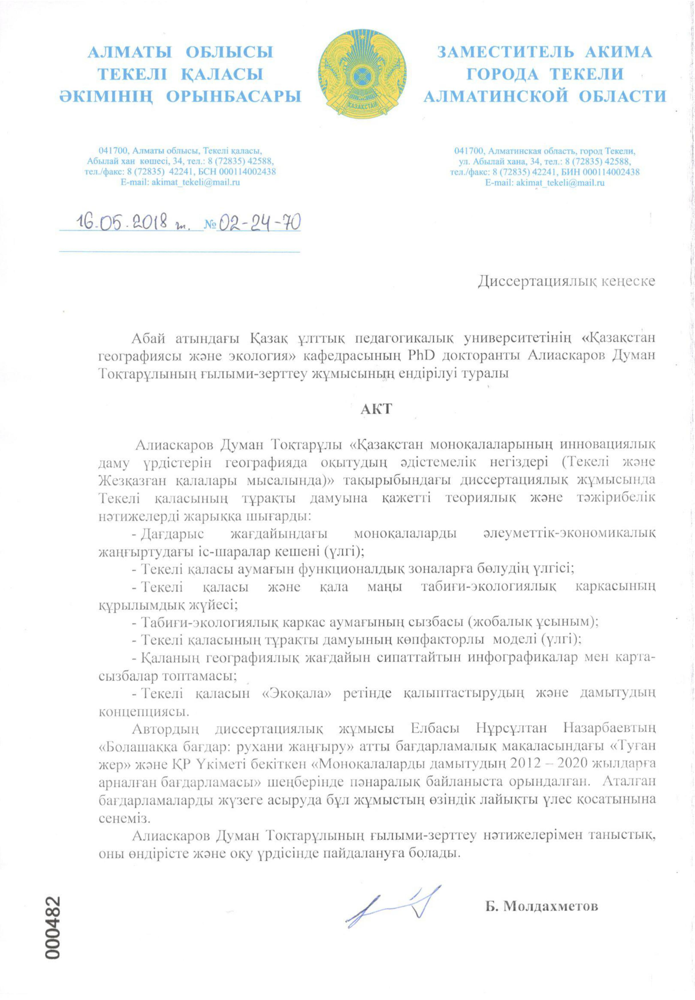 АЛМАТЫ ОБЛЫСЫ
ТЕКЕЛІ ҚАЛАСЫ
ӘКІМІНІҢ ОРЫНБАСАРЫ
ҚАЗАҚСТАН
ЗАМЕСТИТЕЛЬ АКИМА
ГОРОДА ТЕКЕЛИ
АЛМАТИНСКОЙ ОБЛАСТИ
041700, Алматы облысы, Текелі қаласы,
Абылай хан көшесі, 34, тел.: 8 (72835) 42588,
тел./факс: 8 (72835) 42241, БСН 000114002438
E-mail: akimat_tekeli@mail.ru
041700, Алматинская область, город Текели,
ул. Абылай хана, 34, тел.: 8 (72835) 42588,
тел./факс: 8 (72835) 42241, БИН 000114002438
E-mail: akimat_tekeli@mail.ru
16.05.2018 г. № 02-24-70
Диссертациялық кеңеске
Абай атындағы Қазақ ұлттық педагогикалық университетінің «Қазақстан
географиясы және экология» кафедрасының PhD докторанты Алиаскаров Думан
Тоқтарұлының ғылыми-зерттеу жұмысының ендірілуі туралы
АКТ
Алиаскаров Думан Тоқтарұлы «Қазақстан моноқалаларының инновациялық
даму үрдістерін географияда оқытудың әдістемелік негіздері (Текелі және
Жезқазған қалалары мысалында)» тақырыбындағы диссертациялық жұмысында
Текелі қаласының тұрақты дамуына қажетті теориялық және тәжірибелік
нәтижелерді жарыққа шығарды:
- Дағдарыс жағдайындағы моноқалаларды әлеуметтік-экономикалық
жаңғыртудағы іс-шаралар кешені (үлгі);
- Текелі қаласы аумағын функционалдық зоналарға бөлудің үлгісі;
- Текелі қаласы және қала маңы табиғи-экологиялық каркасының
құрылымдық жүйесі;
- Табиғи-экологиялық каркас аумағының сызбасы (жобалық ұсыным);
- Текелі қаласының тұрақты дамуының көпфакторлы моделі (үлгі);
- Қаланың географиялық жағдайын сипаттайтын инфографикалар мен карта-
сызбалар топтамасы;
- Текелі қаласын «Экоқала» ретінде қалыптастырудың және дамытудың
концепциясы.
Автордың диссертациялық жұмысы Елбасы Нұрсұлтан Назарбаевтың
«Болашаққа бағдар: рухани жаңғыру» атты бағдарламалық мақаласындағы «Туған
жер» және ҚР Үкіметі бекіткен «Моноқалаларды дамытудың 2012 – 2020 жылдарға
арналған бағдарламасы» шеңберінде пәнаралық байланыста орындалған. Аталған
бағдарламаларды жүзеге асыруда бұл жұмыстың өзіндік лайықты үлес қосатынына
сенеміз.
Алиаскаров Думан Тоқтарұлының ғылыми-зерттеу нәтижелерімен таныстық,
оны өндірісте және оқу үрдісінде пайдалануға болады.
Б. Молдахметов
000482